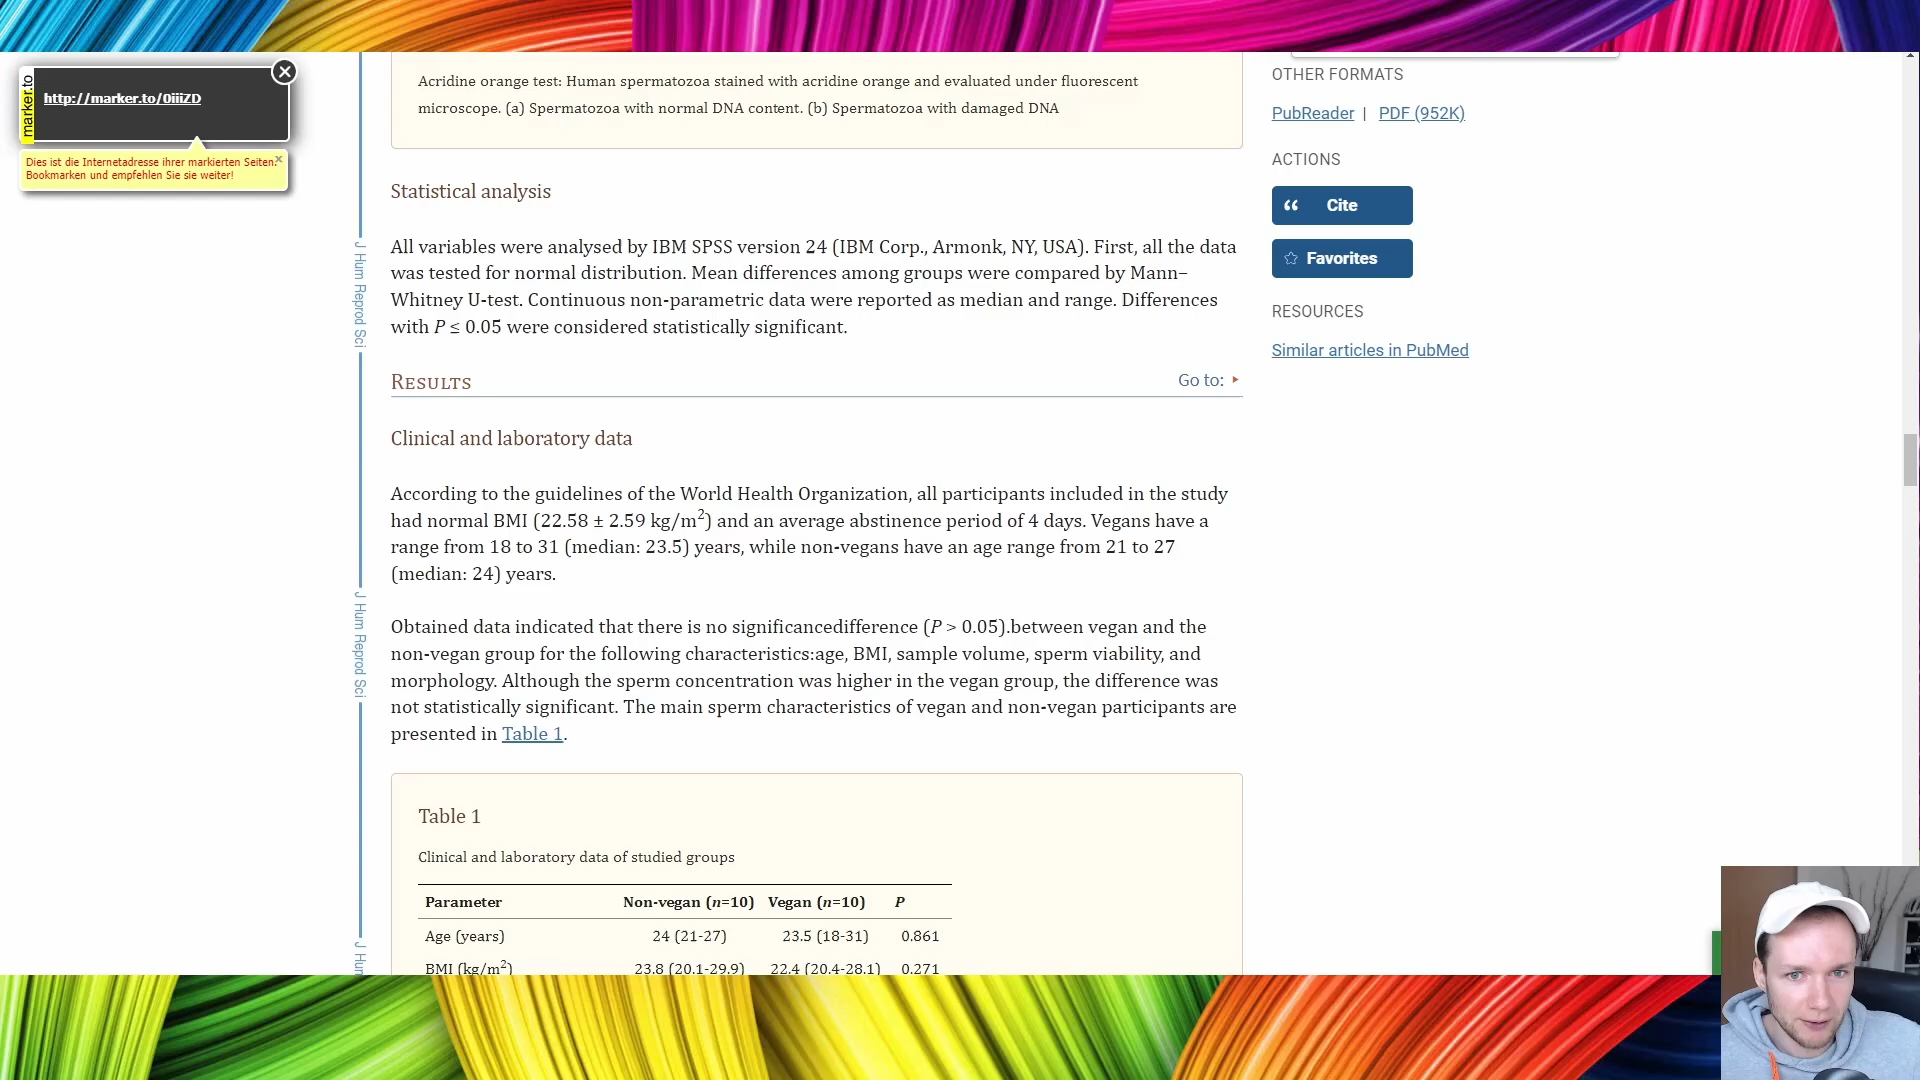 marker.to
http://marker.to/0iiiZD
Dies ist die Internetadresse ihrer markierten Seiten.
Bookmarken und empfehlen Sie sie weiter!
J Hum Reprod Sci
J Hum Reprod Sci
J Hum
Acridine orange test: Human spermatozoa stained with acridine orange and evaluated under fluorescent
microscope. (a) Spermatozoa with normal DNA content. (b) Spermatozoa with damaged DNA
Statistical analysis
All variables were analysed by IBM SPSS version 24 (IBM Corp., Armonk, NY, USA). First, all the data
was tested for normal distribution. Mean differences among groups were compared by Mann–
Whitney U-test. Continuous non-parametric data were reported as median and range. Differences
with P ≤ 0.05 were considered statistically significant.
Results Go to:
Clinical and laboratory data
According to the guidelines of the World Health Organization, all participants included in the study
had normal BMI (22.58 ± 2.59 kg/m2) and an average abstinence period of 4 days. Vegans have a
range from 18 to 31 (median: 23.5) years, while non-vegans have an age range from 21 to 27
(median: 24) years.
Obtained data indicated that there is no significancedifference (P > 0.05).between vegan and the
non-vegan group for the following characteristics:age, BMI, sample volume, sperm viability, and
morphology. Although the sperm concentration was higher in the vegan group, the difference was
not statistically significant. The main sperm characteristics of vegan and non-vegan participants are
presented in Table 1.
Table 1
Clinical and laboratory data of studied groups
Parameter Non-vegan (n=10) Vegan (n=10) P
Age (years) 24 (21-27) 23.5 (18-31) 0.861
BMI (kg/m2) 23.8 (20.1-29.9) 22.4 (20.4-28.1) 0.271
OTHER FORMATS
PubReader | PDF (952K)
ACTIONS
Cite
Favorites
RESOURCES
Similar articles in PubMed